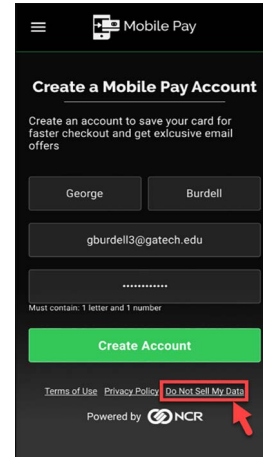 Mobile Pay
Create a Mobile Pay Account
Create an account to save your card for
faster checkout and get exlcusive email
offers
George Burdell
gburdell3@gatech.edu
••••••••••••
Must contain: 1 letter and 1 number
Create Account
Terms of Use Privacy Policy Do Not Sell My Data
Powered by NCR